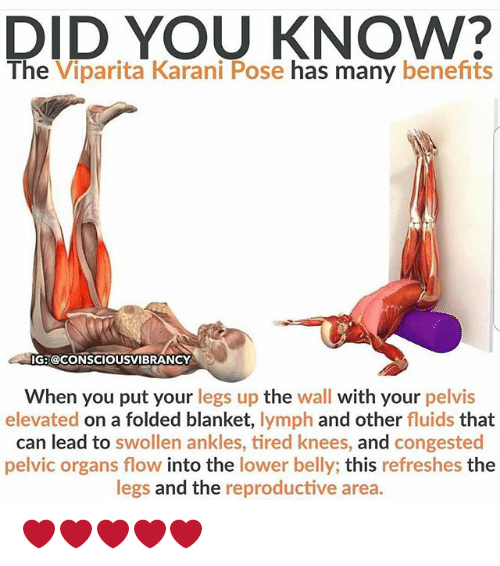 DID YOU KNOW?
The Viparita Karani Pose has many benefits
IG:@CONSCIOUSVIBRANCY
When you put your legs up the wall with your pelvis
elevated on a folded blanket, lymph and other fluids that
can lead to swollen ankles, tired knees, and congested
pelvic organs flow into the lower belly; this refreshes the
legs and the reproductive area.
❤❤❤❤❤